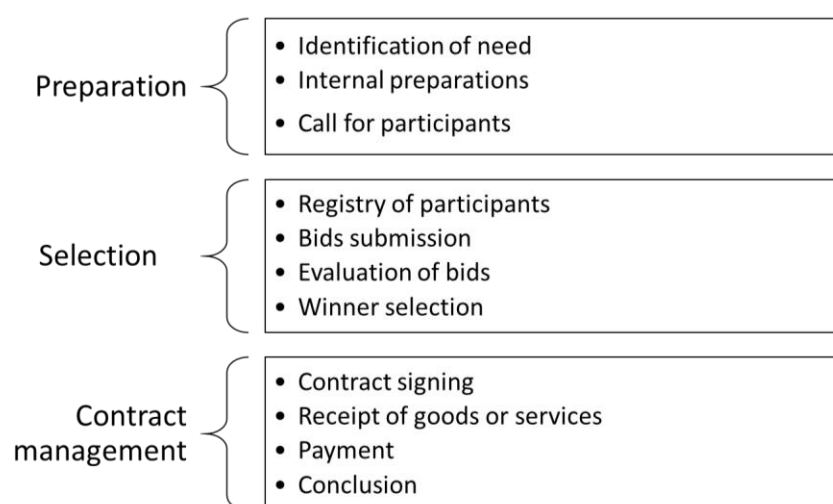 Preparation
• Identification of need
• Internal preparations
• Call for participants
Selection
• Registry of participants
• Bids submission
• Evaluation of bids
• Winner selection
Contract
management
• Contract signing
• Receipt of goods or services
• Payment
• Conclusion